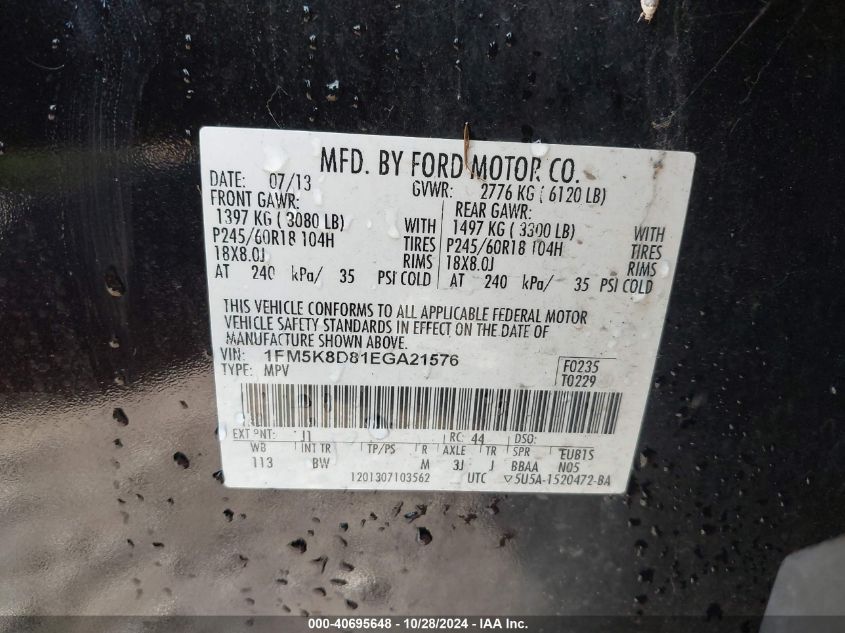 MFD. BY FORD MOTOR CO.
DATE: 07/13 GVWR: 2776 KG ( 6120 LB)
FRONT GAWR: REAR GAWR:
1397 KG ( 3080 LB) WITH 1497 KG ( 3300 LB) WITH
P245/60R18 104H TIRES P245/60R18 104H TIRES
18X8.0J RIMS 18X8.0J RIMS
AT 240 kPa/ 35 PSI COLD AT 240 kPa/ 35 PSI COLD
THIS VEHICLE CONFORMS TO ALL APPLICABLE FEDERAL MOTOR
VEHICLE SAFETY STANDARDS IN EFFECT ON THE DATE OF
MANUFACTURE SHOWN ABOVE.
VIN: 1FM5K8D81EGA21576 F0235
TYPE: MPV T0229
EXT PNT: J1 RC: 44 DSO:
WB INT TR TP/PS R AXLE TR SPR EUB1S
113 BW M 3J J BBAA N05
1201307103562 UTC ▽5U5A-1520472-BA
000-40695648 - 10/28/2024 - IAA Inc.